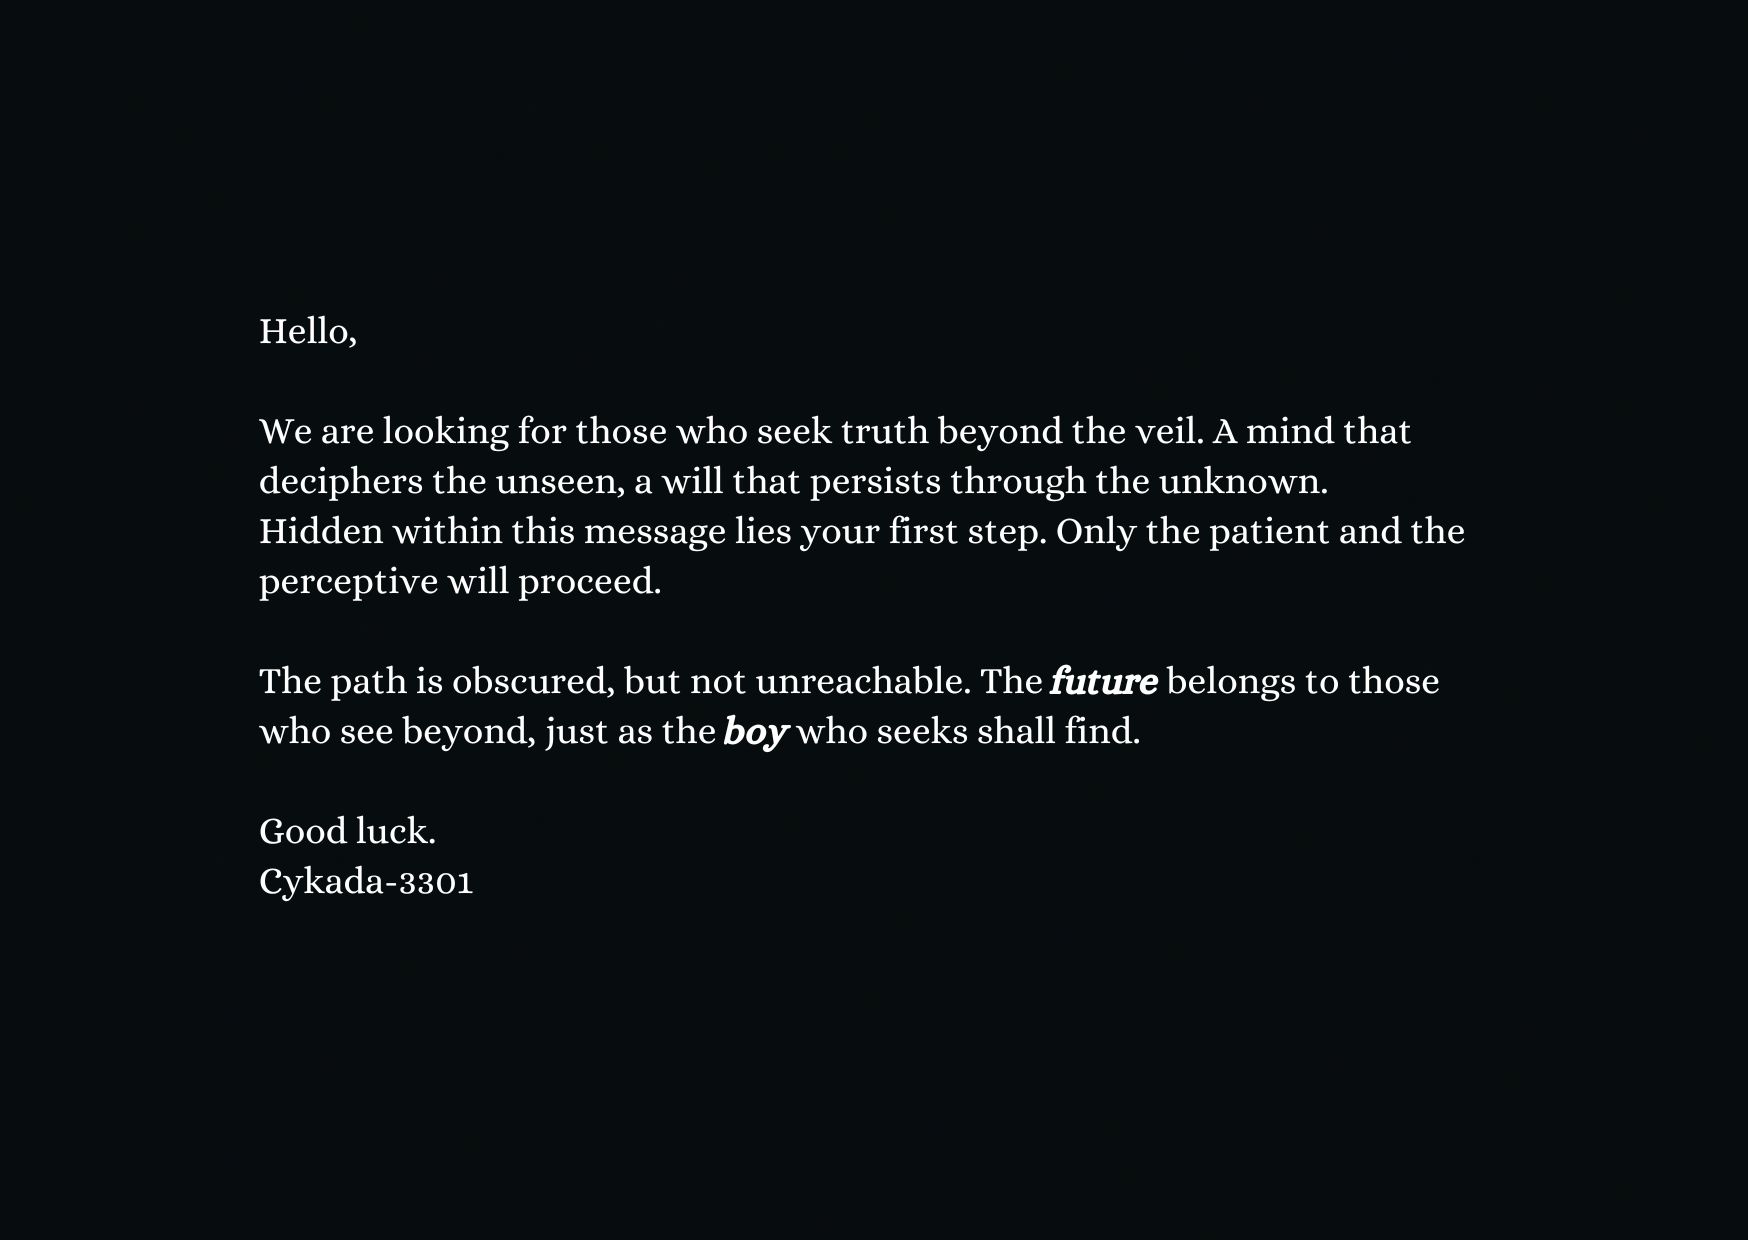 Hello,
We are looking for those who seek truth beyond the veil. A mind that
deciphers the unseen, a will that persists through the unknown.
Hidden within this message lies your first step. Only the patient and the
perceptive will proceed.
The path is obscured, but not unreachable. The future belongs to those
who see beyond, just as the boy who seeks shall find.
Good luck.
Cykada-3301